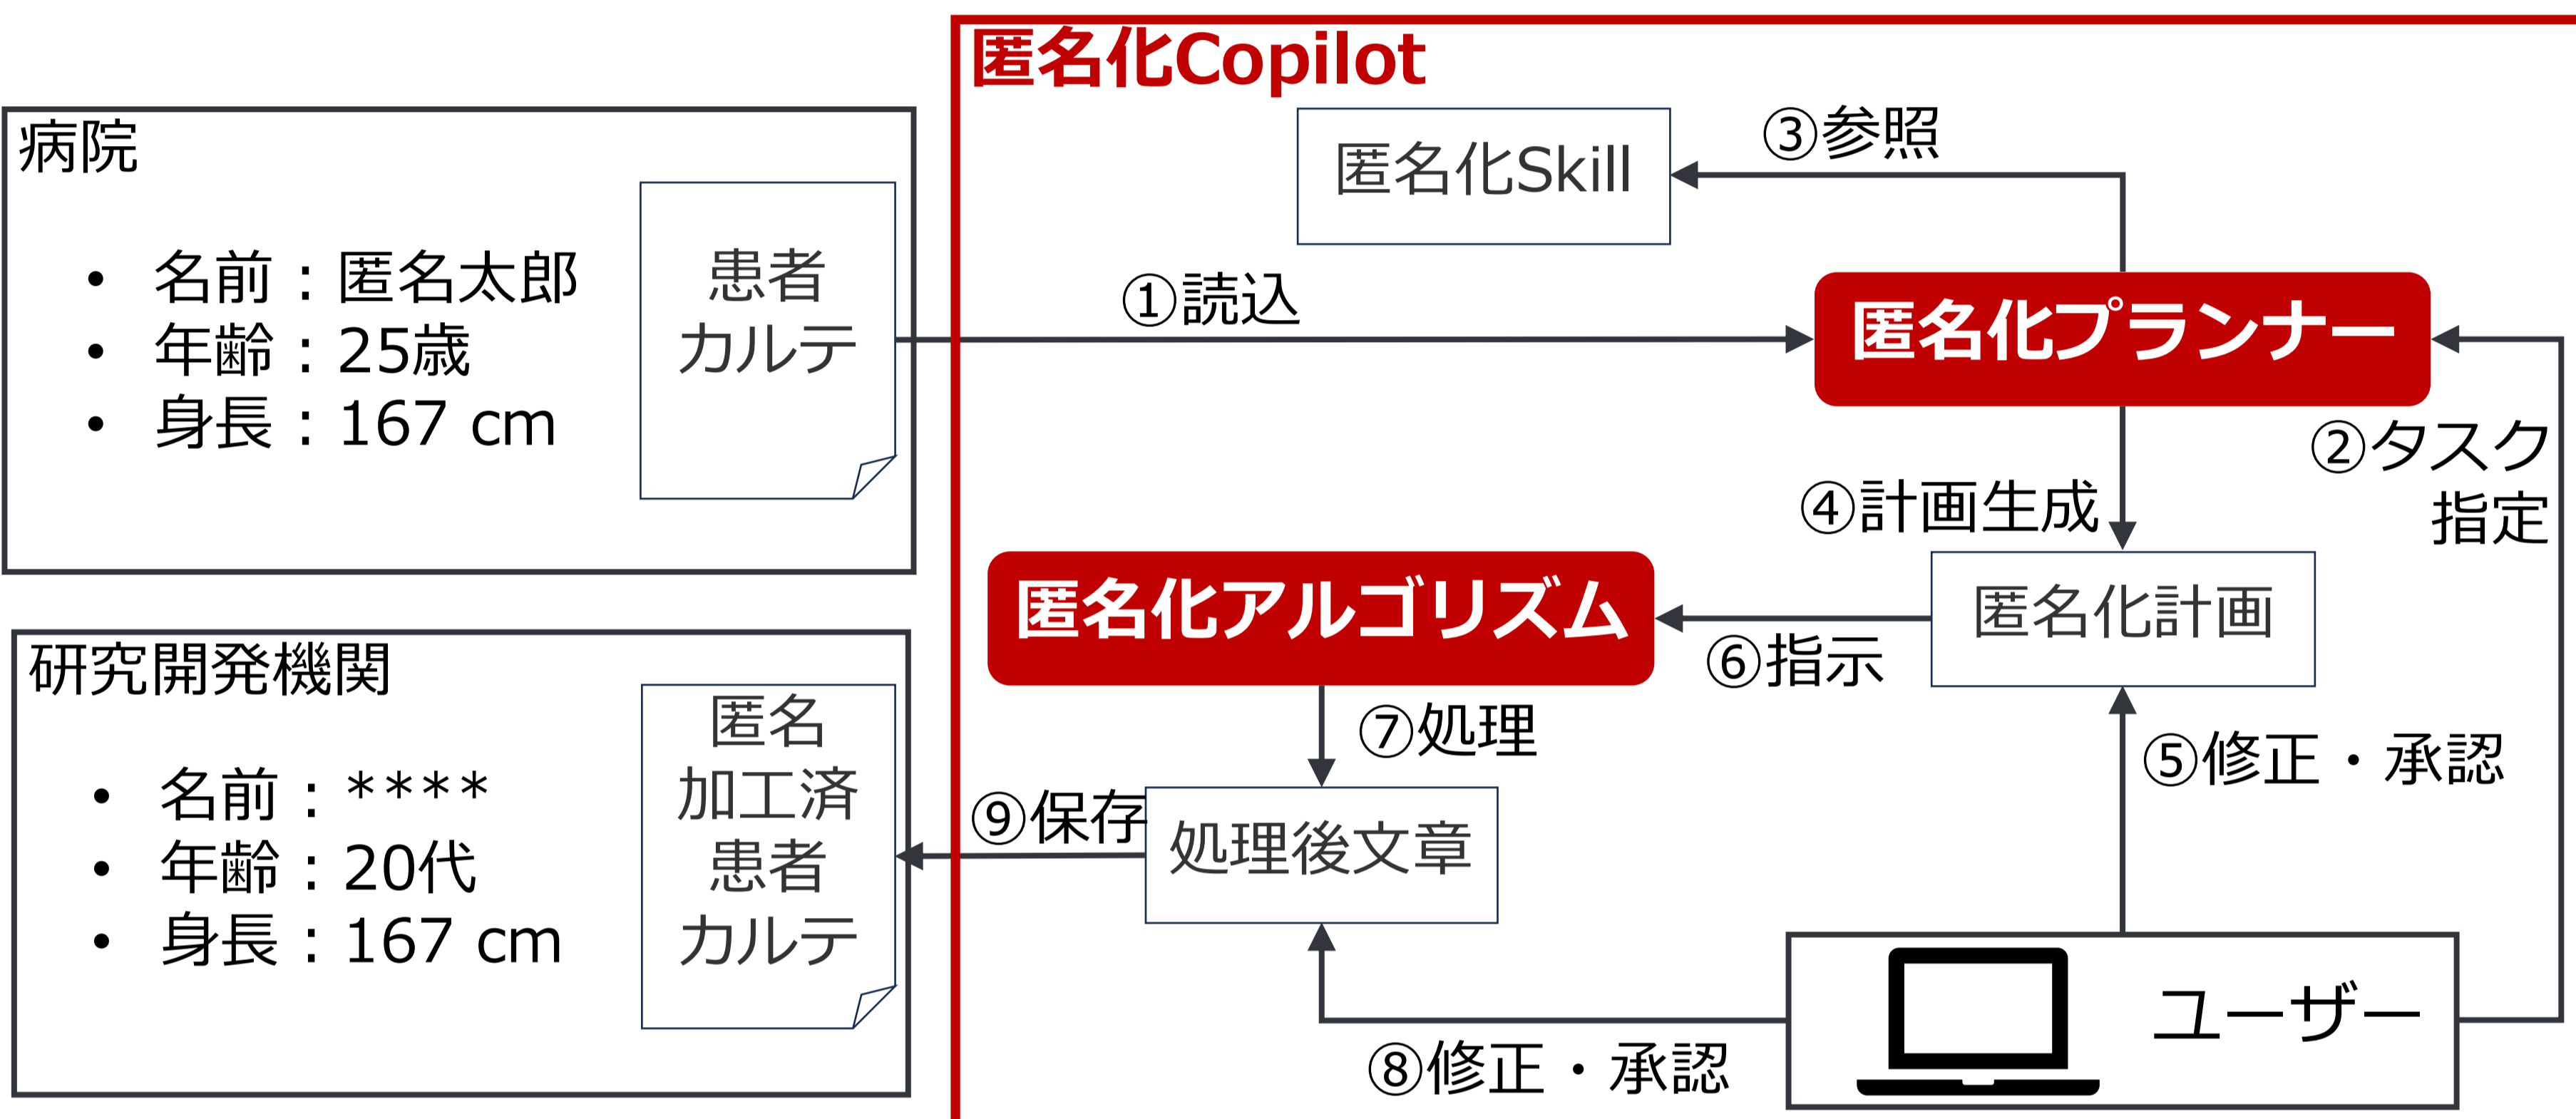 匿名化Copilot
病院
• 名前：匿名太郎
• 年齢：25歳
• 身長：167 cm
患者
カルテ
①読込
匿名化Skill
③参照
匿名化プランナー
②タスク
指定
④計画生成
匿名化アルゴリズム
⑥指示
匿名化計画
⑦処理
⑤修正・承認
研究開発機関
• 名前：****
• 年齢：20代
• 身長：167 cm
匿名
加工済
患者
カルテ
⑨保存
処理後文章
⑧修正・承認
ユーザー